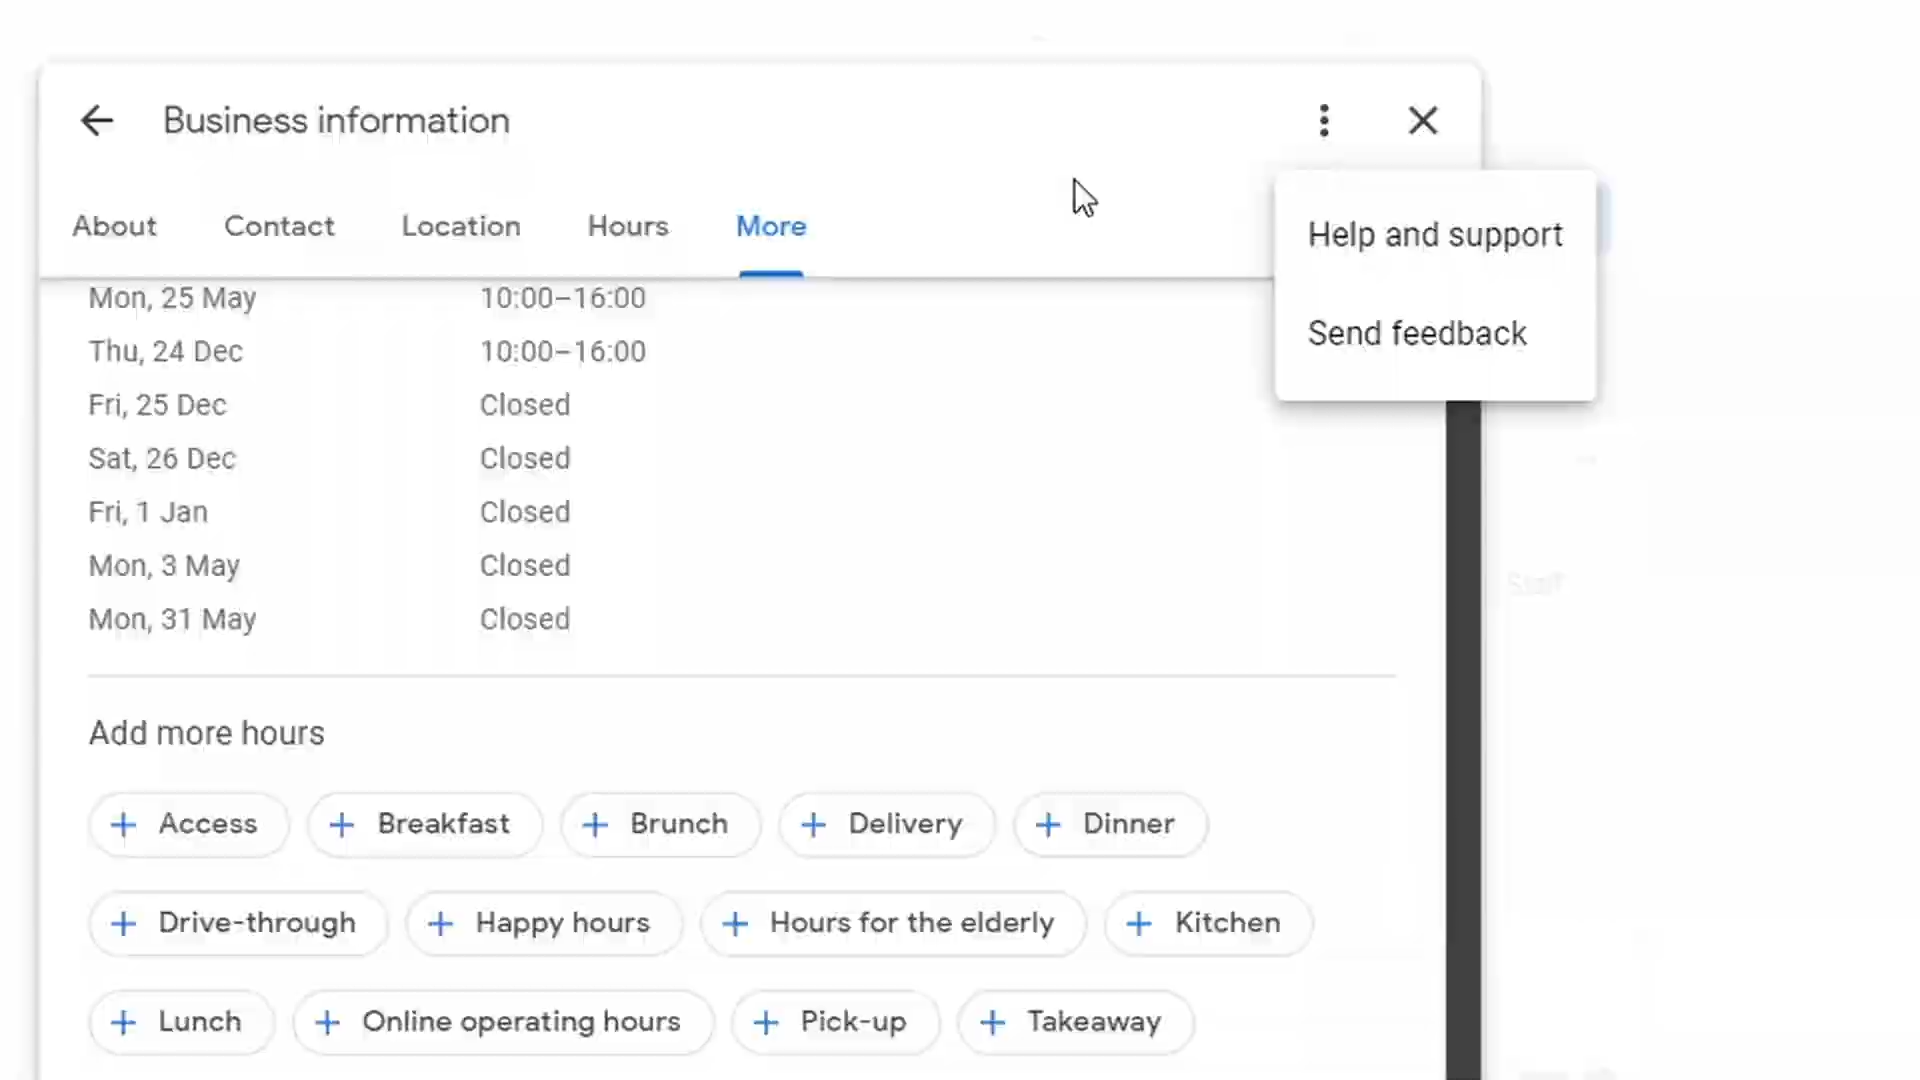 Business information
About Contact Location Hours More
Help and support
Send feedback
Mon, 25 May 10:00–16:00
Thu, 24 Dec 10:00–16:00
Fri, 25 Dec Closed
Sat, 26 Dec Closed
Fri, 1 Jan Closed
Mon, 3 May Closed
Mon, 31 May Closed
Staff
Add more hours
+ Access + Breakfast + Brunch + Delivery + Dinner
+ Drive-through + Happy hours + Hours for the elderly + Kitchen
+ Lunch + Online operating hours + Pick-up + Takeaway